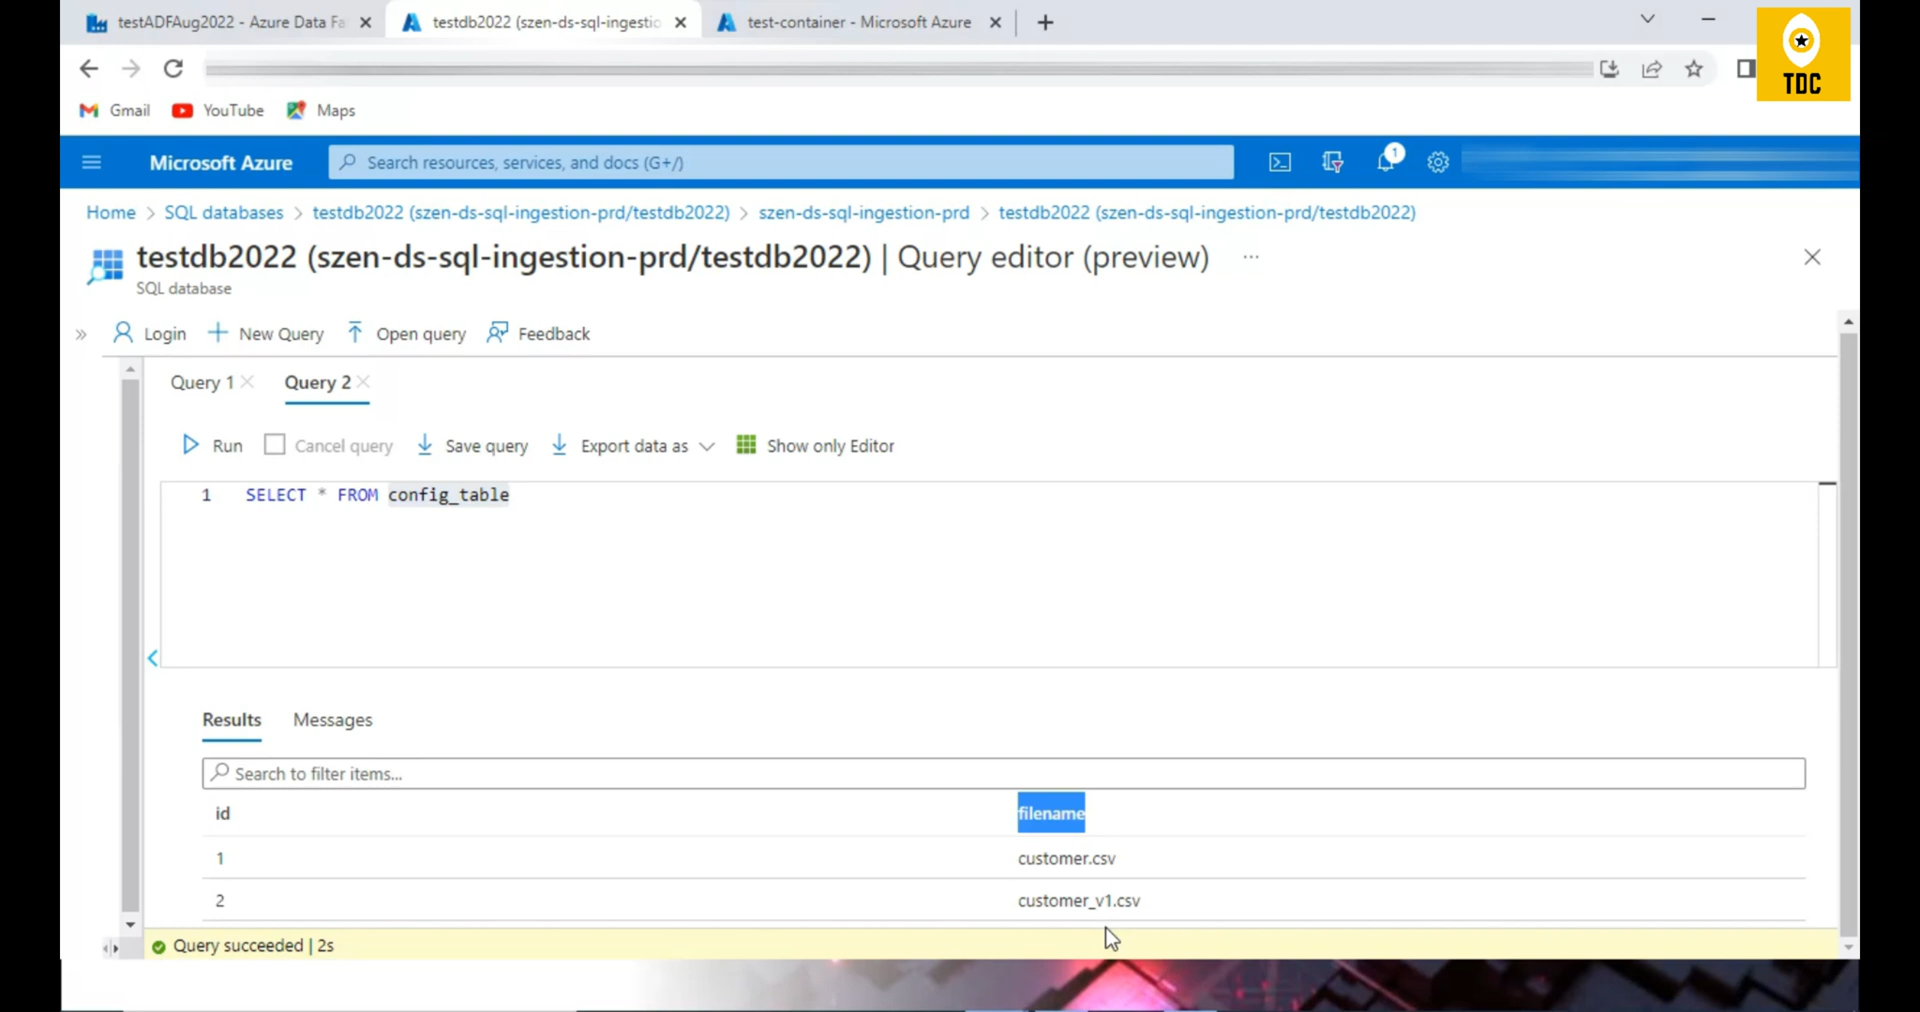 testADFAug2022 - Azure Data Fa
testdb2022 (szen-ds-sql-ingestio
test-container - Microsoft Azure
TDC
Gmail YouTube Maps
Microsoft Azure
Search resources, services, and docs (G+/)
1
Home > SQL databases > testdb2022 (szen-ds-sql-ingestion-prd/testdb2022) > szen-ds-sql-ingestion-prd > testdb2022 (szen-ds-sql-ingestion-prd/testdb2022)
testdb2022 (szen-ds-sql-ingestion-prd/testdb2022) | Query editor (preview) ...
SQL database
» Login New Query Open query Feedback
Query 1 Query 2
Run Cancel query Save query Export data as Show only Editor
1 SELECT * FROM config_table
Results Messages
Search to filter items...
id filename
1 customer.csv
2 customer_v1.csv
Query succeeded | 2s